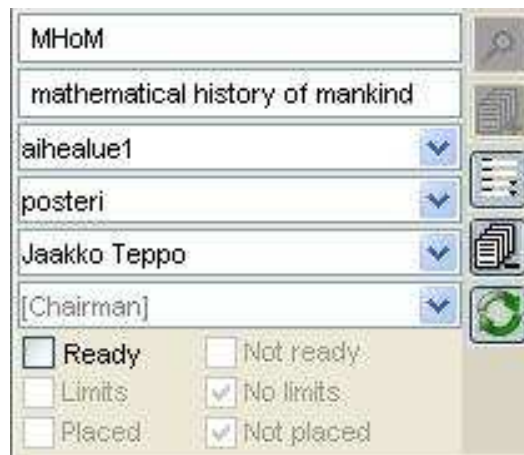 MHoM
mathematical history of mankind
aihealue1
posteri
Jaakko Teppo
[Chairman]
Ready Not ready
Limits No limits
Placed Not placed